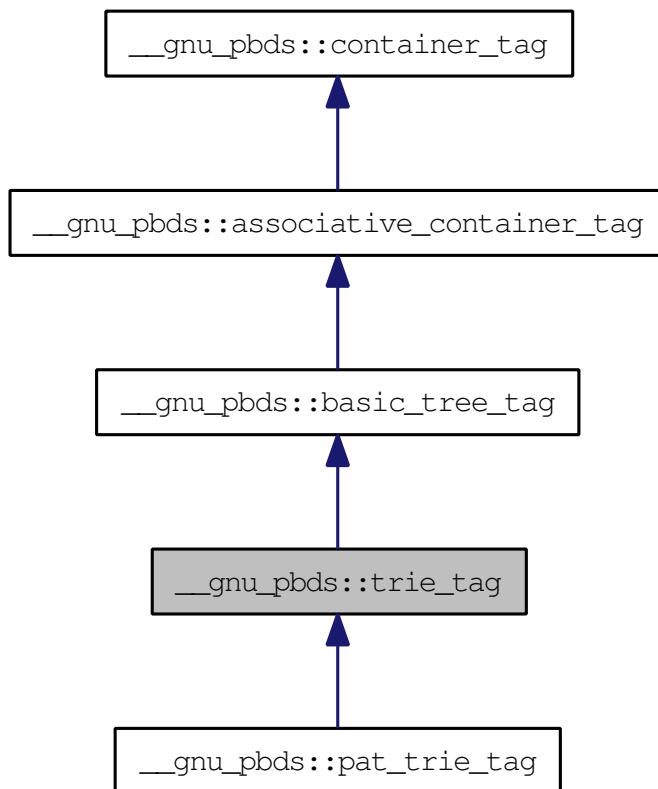 __gnu_pbds::container_tag
__gnu_pbds::associative_container_tag
__gnu_pbds::basic_tree_tag
__gnu_pbds::trie_tag
__gnu_pbds::pat_trie_tag